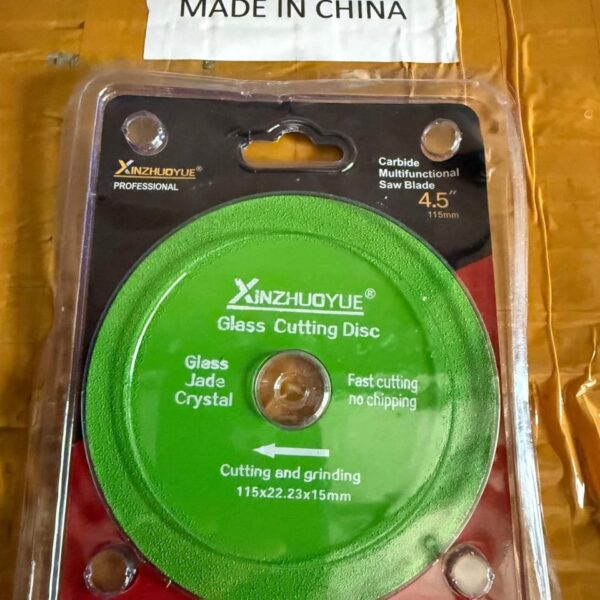 MADE IN CHINA
XINZHUOYUE®
PROFESSIONAL
Carbide
Multifunctional
Saw Blade
4.5"
115mm
XINZHUOYUE®
Glass Cutting Disc
Glass
Jade
Crystal
Fast cutting
no chipping
Cutting and grinding
115x22.23x15mm